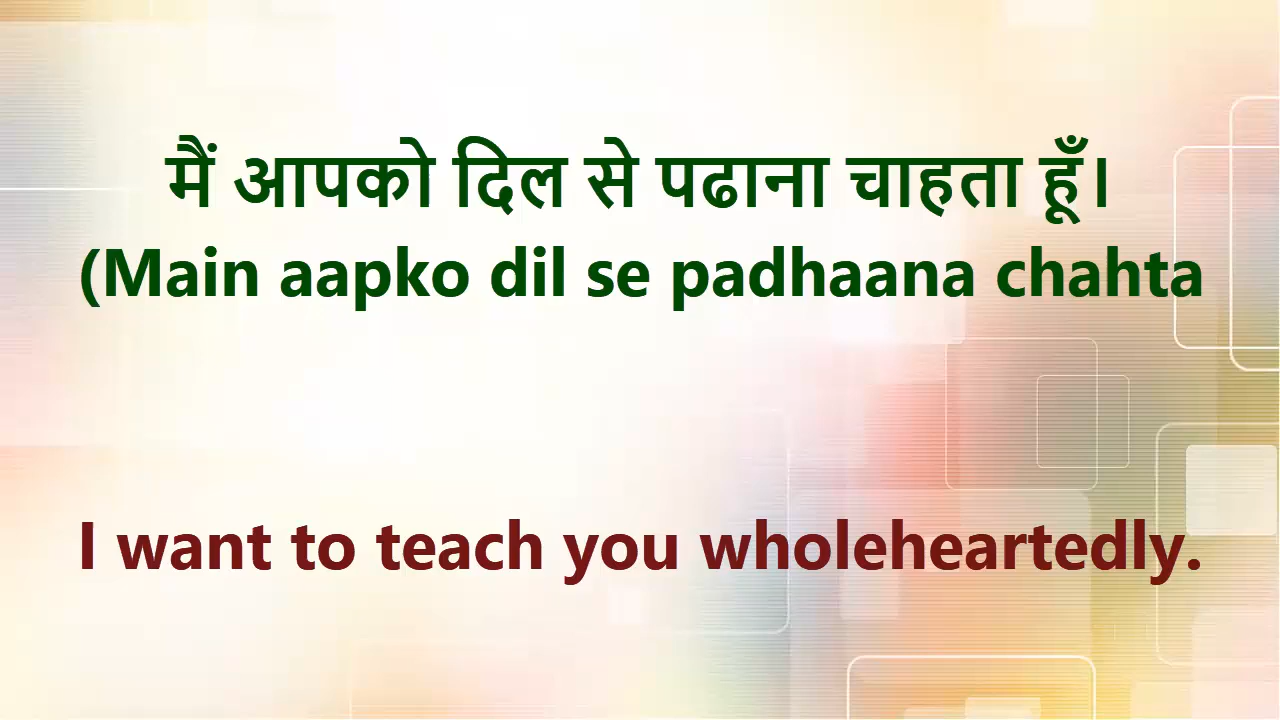 मैं आपको दिल से पढाना चाहता हूँ।
(Main aapko dil se padhaana chahta
I want to teach you wholeheartedly.